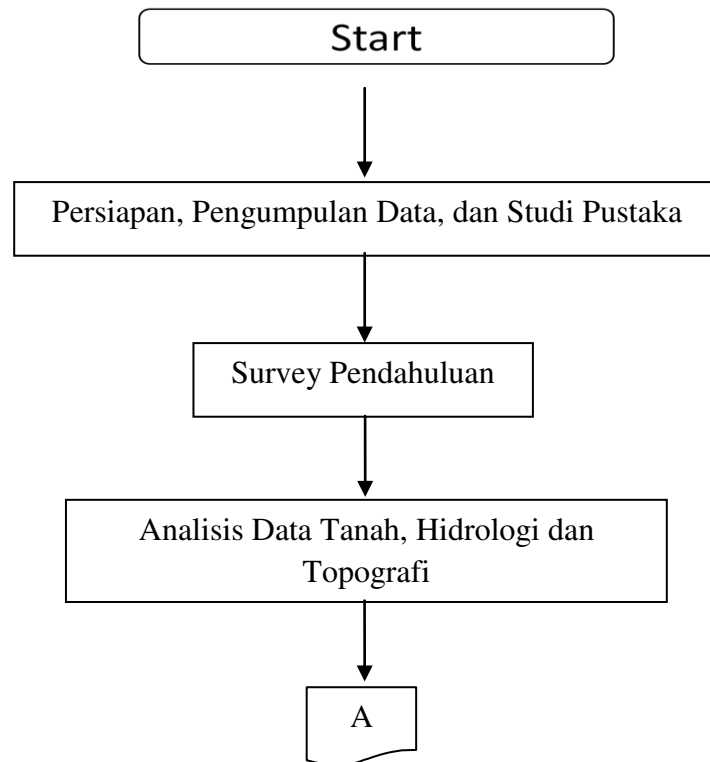 Start
Persiapan, Pengumpulan Data, dan Studi Pustaka
Survey Pendahuluan
Analisis Data Tanah, Hidrologi dan
Topografi
A